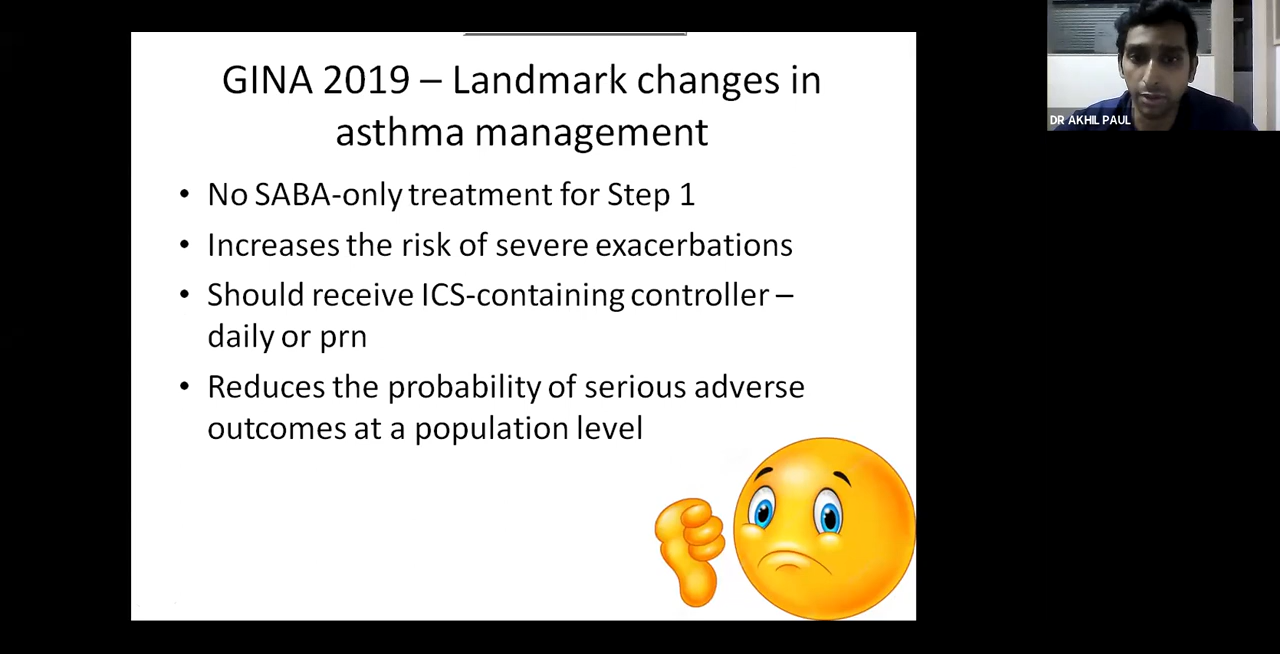 GINA 2019 – Landmark changes in
asthma management
• No SABA-only treatment for Step 1
• Increases the risk of severe exacerbations
• Should receive ICS-containing controller –
daily or prn
• Reduces the probability of serious adverse
outcomes at a population level
DR AKHIL PAUL